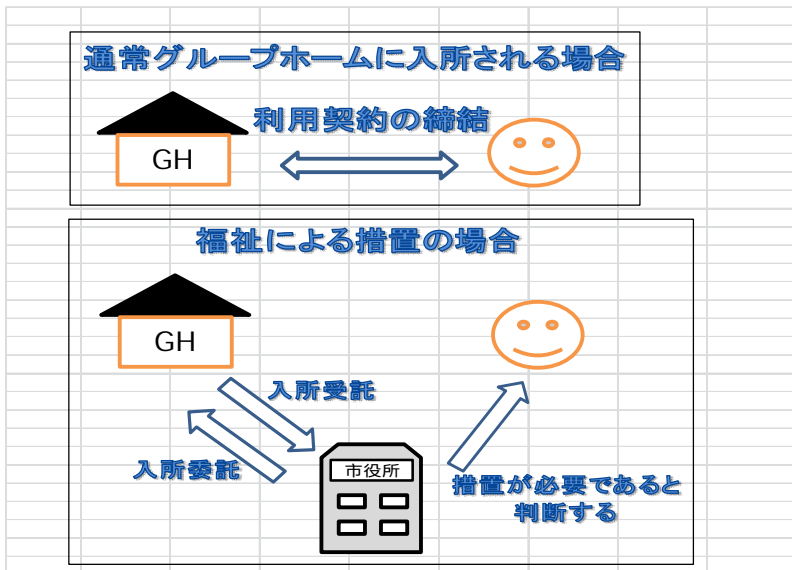 通常グループホームに入所される場合
利用契約の締結
GH
福祉による措置の場合
GH
入所受託
入所委託
市役所
措置が必要であると
判断する